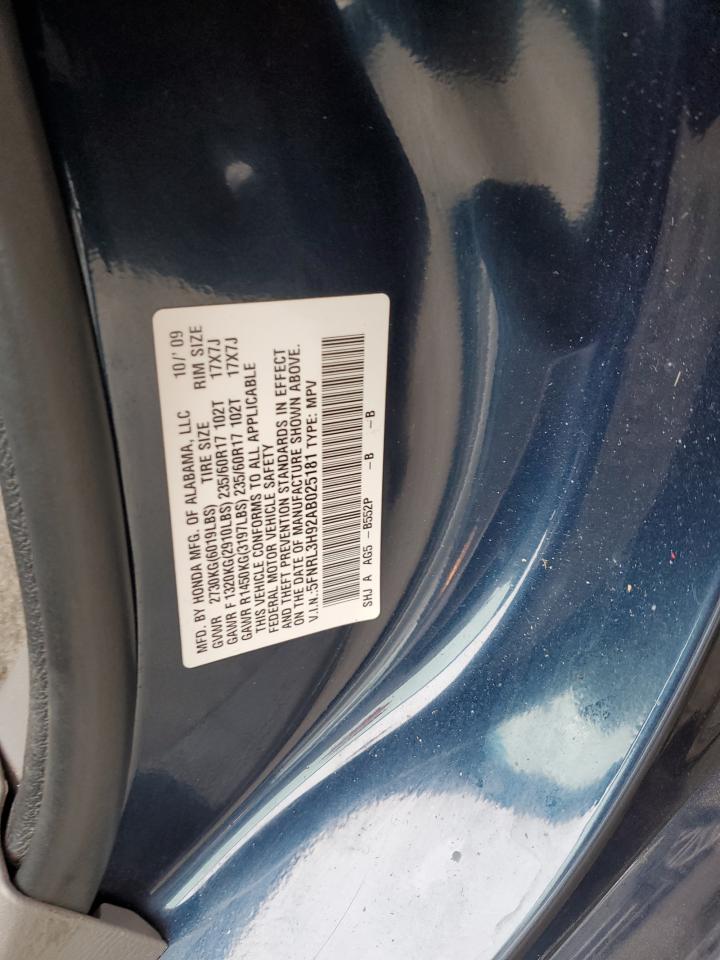 MFD. BY HONDA MFG. OF ALABAMA, LLC 10/'09
GVWR 2730KG(6019LBS) TIRE SIZE RIM SIZE
GAWR F 1320KG(2910LBS) 235/60R17 102T 17X7J
GAWR R1450KG(3197LBS) 235/60R17 102T 17X7J
THIS VEHICLE CONFORMS TO ALL APPLICABLE
FEDERAL MOTOR VEHICLE SAFETY
AND THEFT PREVENTION STANDARDS IN EFFECT
ON THE DATE OF MANUFACTURE SHOWN ABOVE.
V.I.N.:5FNRL3H92AB025181 TYPE: MPV
SHJ A AG5 -B552P -B -B